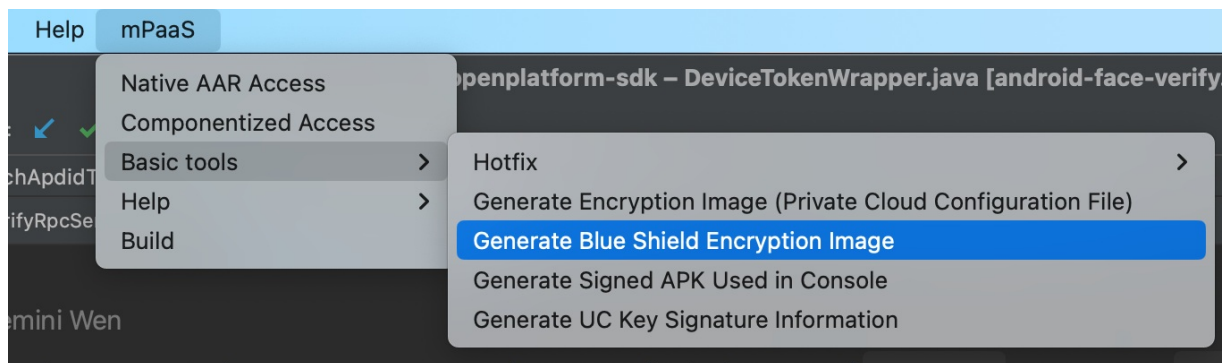 Help mPaaS
openplatform-sdk – DeviceTokenWrapper.java [android-face-verify
Native AAR Access
Componentized Access
Basic tools
Help
Build
Hotfix
Generate Encryption Image (Private Cloud Configuration File)
Generate Blue Shield Encryption Image
Generate Signed APK Used in Console
Generate UC Key Signature Information
chApdidT
ifyRpcSe
emini Wen